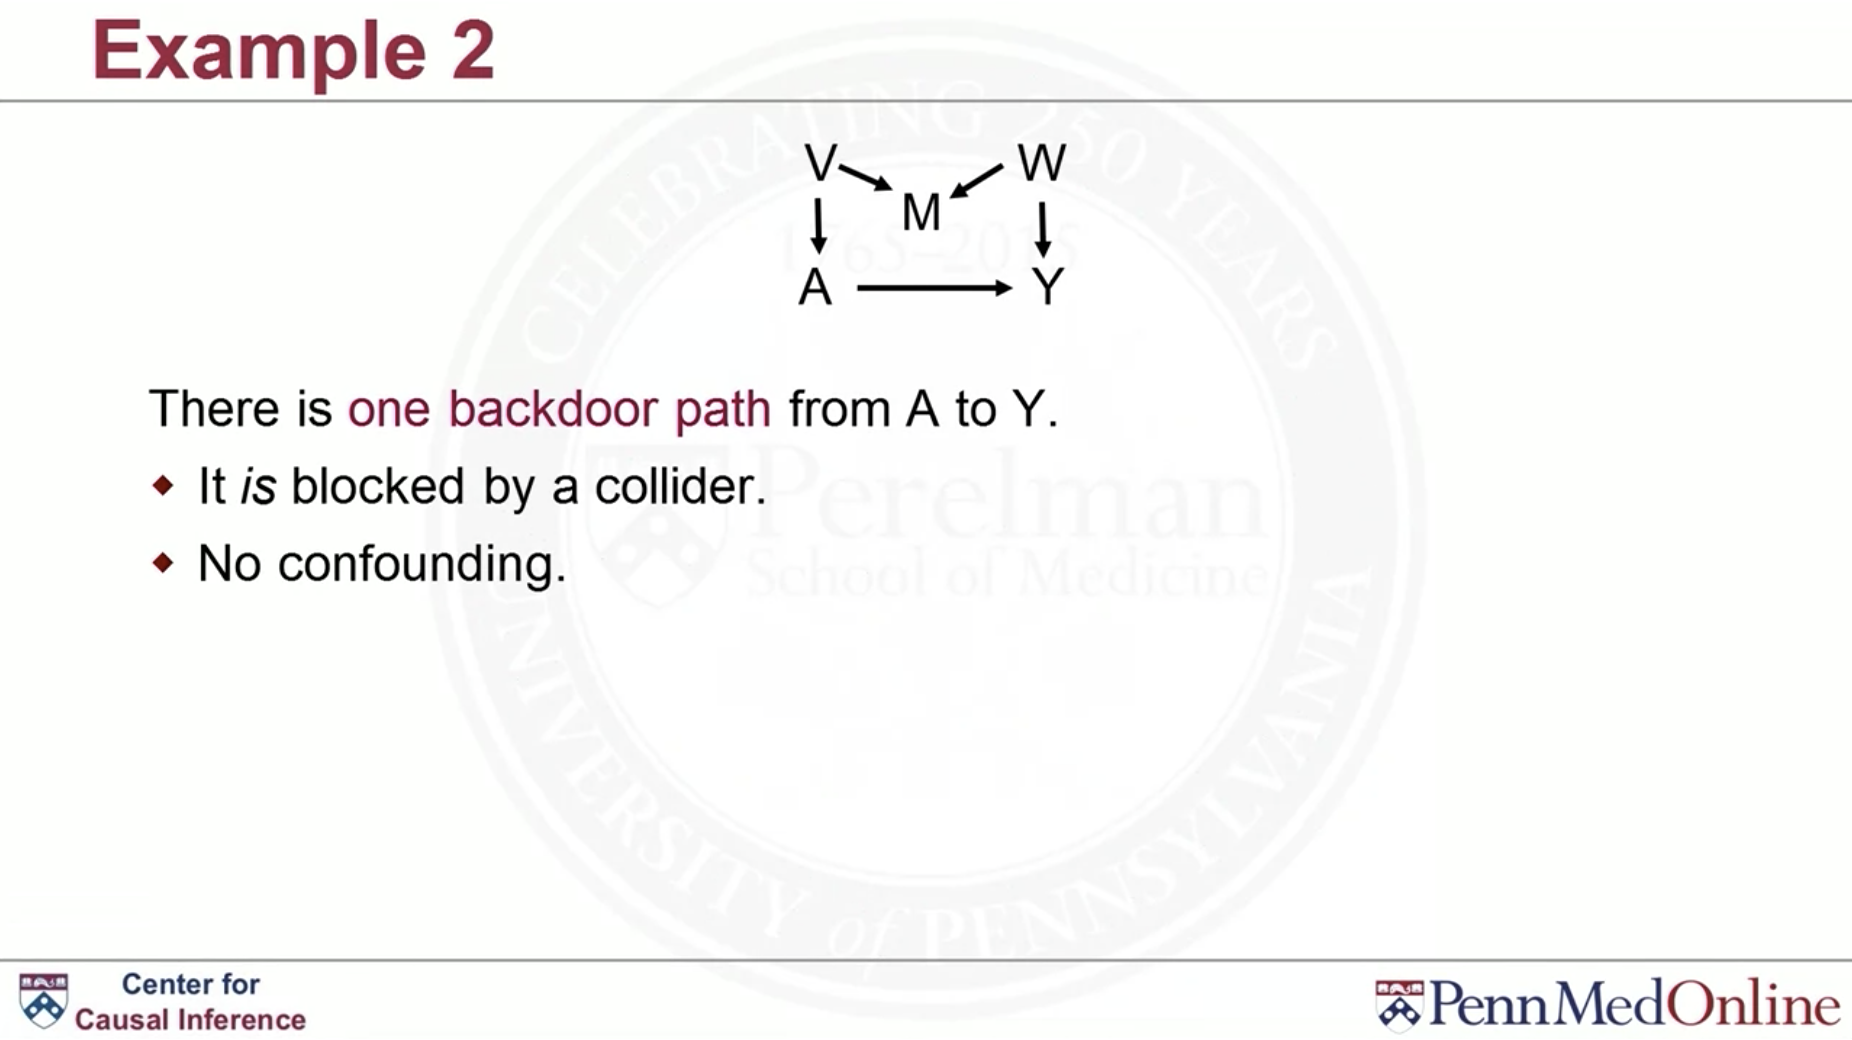 Example 2
V W
M
A Y
There is one backdoor path from A to Y.
It is blocked by a collider.
No confounding.
CELEBRATING 250 YEARS
1765–2015
Perelman
School of Medicine
UNIVERSITY of PENNSYLVANIA
Center for
Causal Inference
PennMedOnline